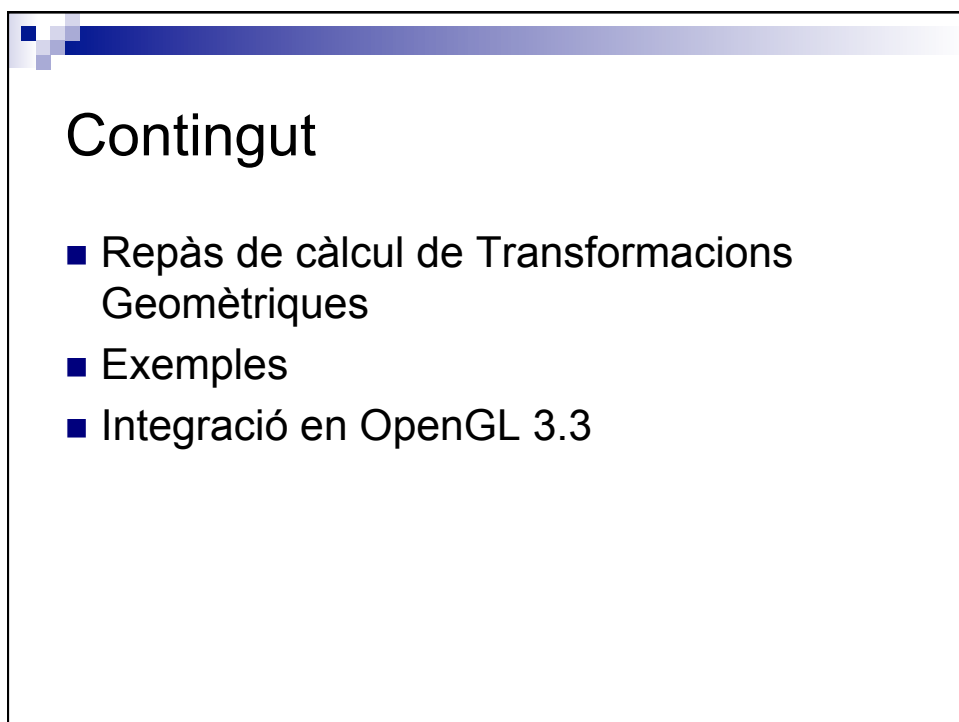 Contingut
Repàs de càlcul de Transformacions
Geomètriques
Exemples
Integració en OpenGL 3.3